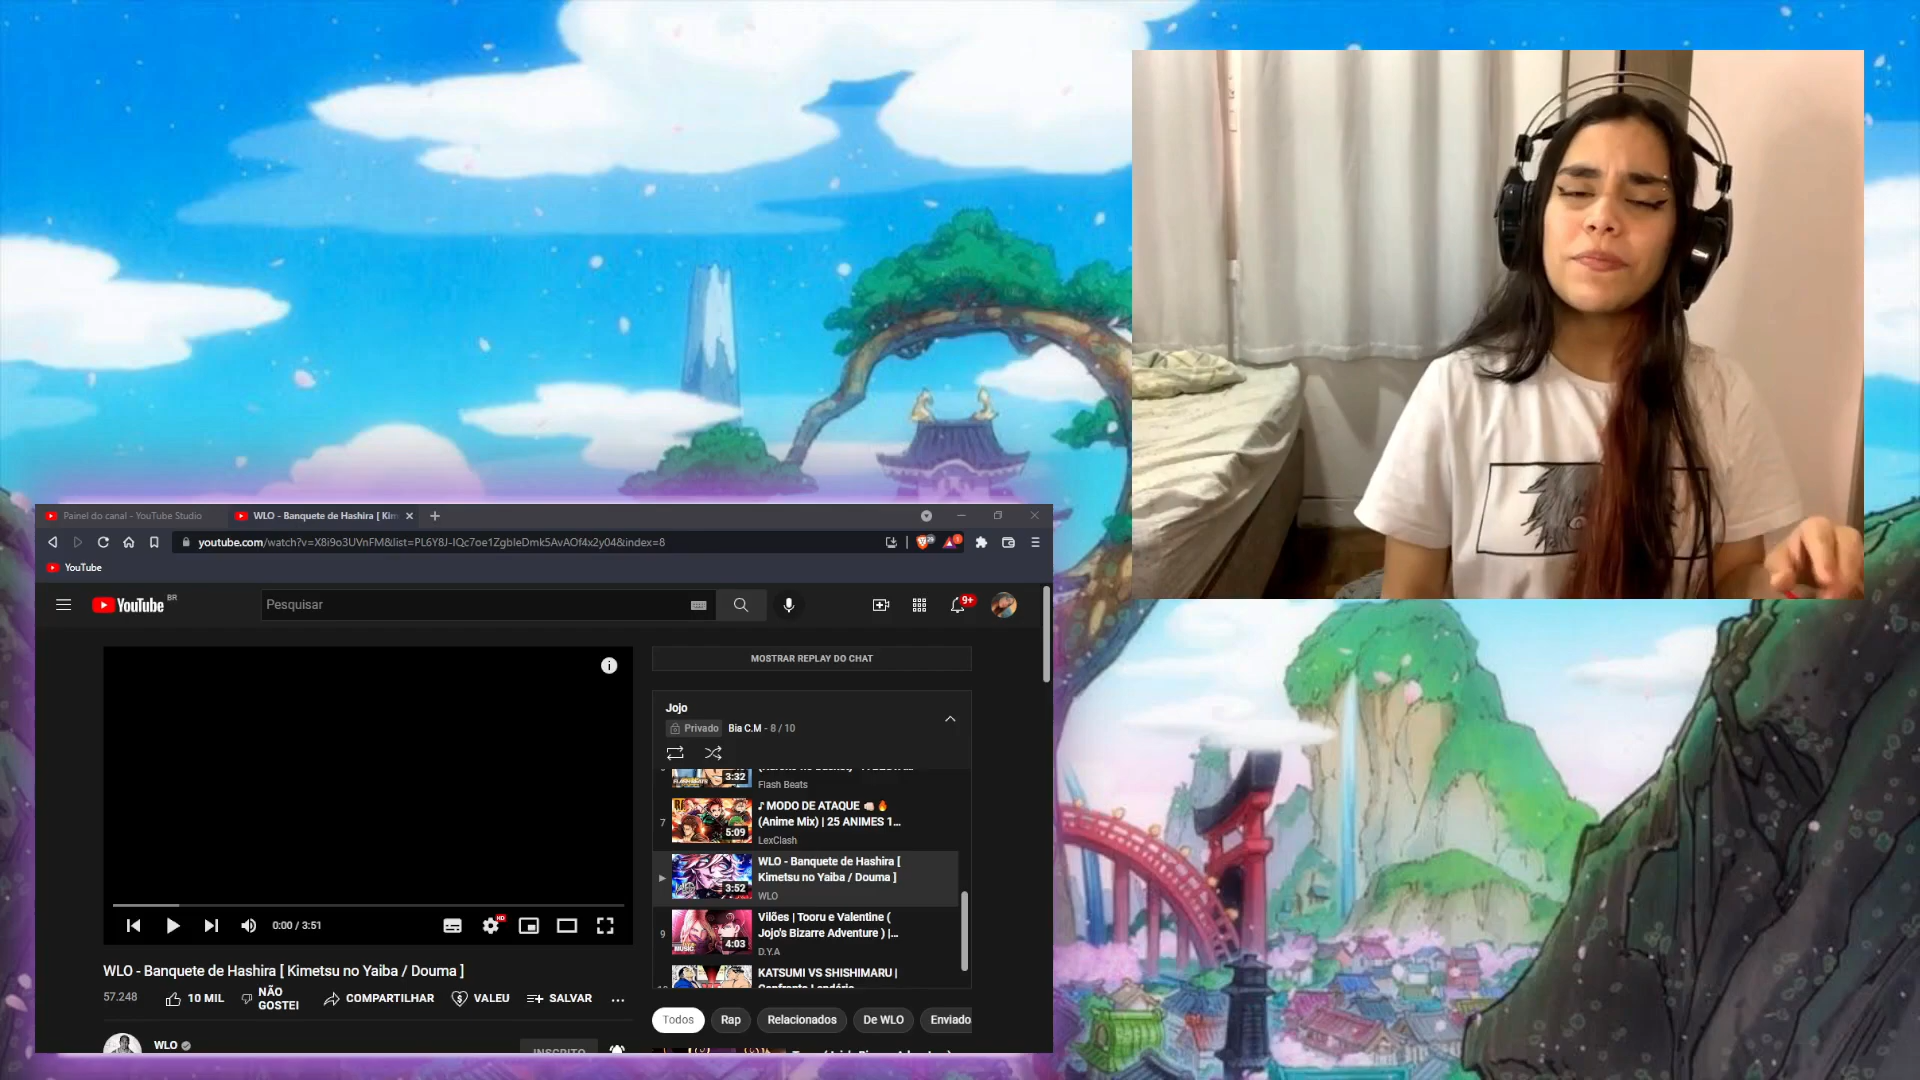 Painel do canal - YouTube Studio
WLO - Banquete de Hashira [ Kim
youtube.com/watch?v=X8i9o3UVnFM&list=PL6Y8J-IQc7oe1ZgbleDmk5AvAOf4x2y04&index=8
YouTube
YouTube BR
Pesquisar
9+
MOSTRAR REPLAY DO CHAT
Jojo
Privado Bia C.M - 8 / 10
3:32
Flash Beats
7
♪ MODO DE ATAQUE 👊🏻🔥
(Anime Mixl) | 25 ANIMES 1...
5:09
LexClash
WLO - Banquete de Hashira [
Kimetsu no Yaiba / Douma ]
3:52
WLO
9
Vilões | Tooru e Valentine (
Jojo's Bizarre Adventure ) |...
4:03
D.Y.A
KATSUMI VS SHISHIMARU |
0:00 / 3:51
HD
WLO - Banquete de Hashira [ Kimetsu no Yaiba / Douma ]
57.248
10 MIL
NÃO
GOSTEI
COMPARTILHAR
VALEU
SALVAR
...
Todos
Rap
Relacionados
De WLO
Enviado
WLO
INSCRITO